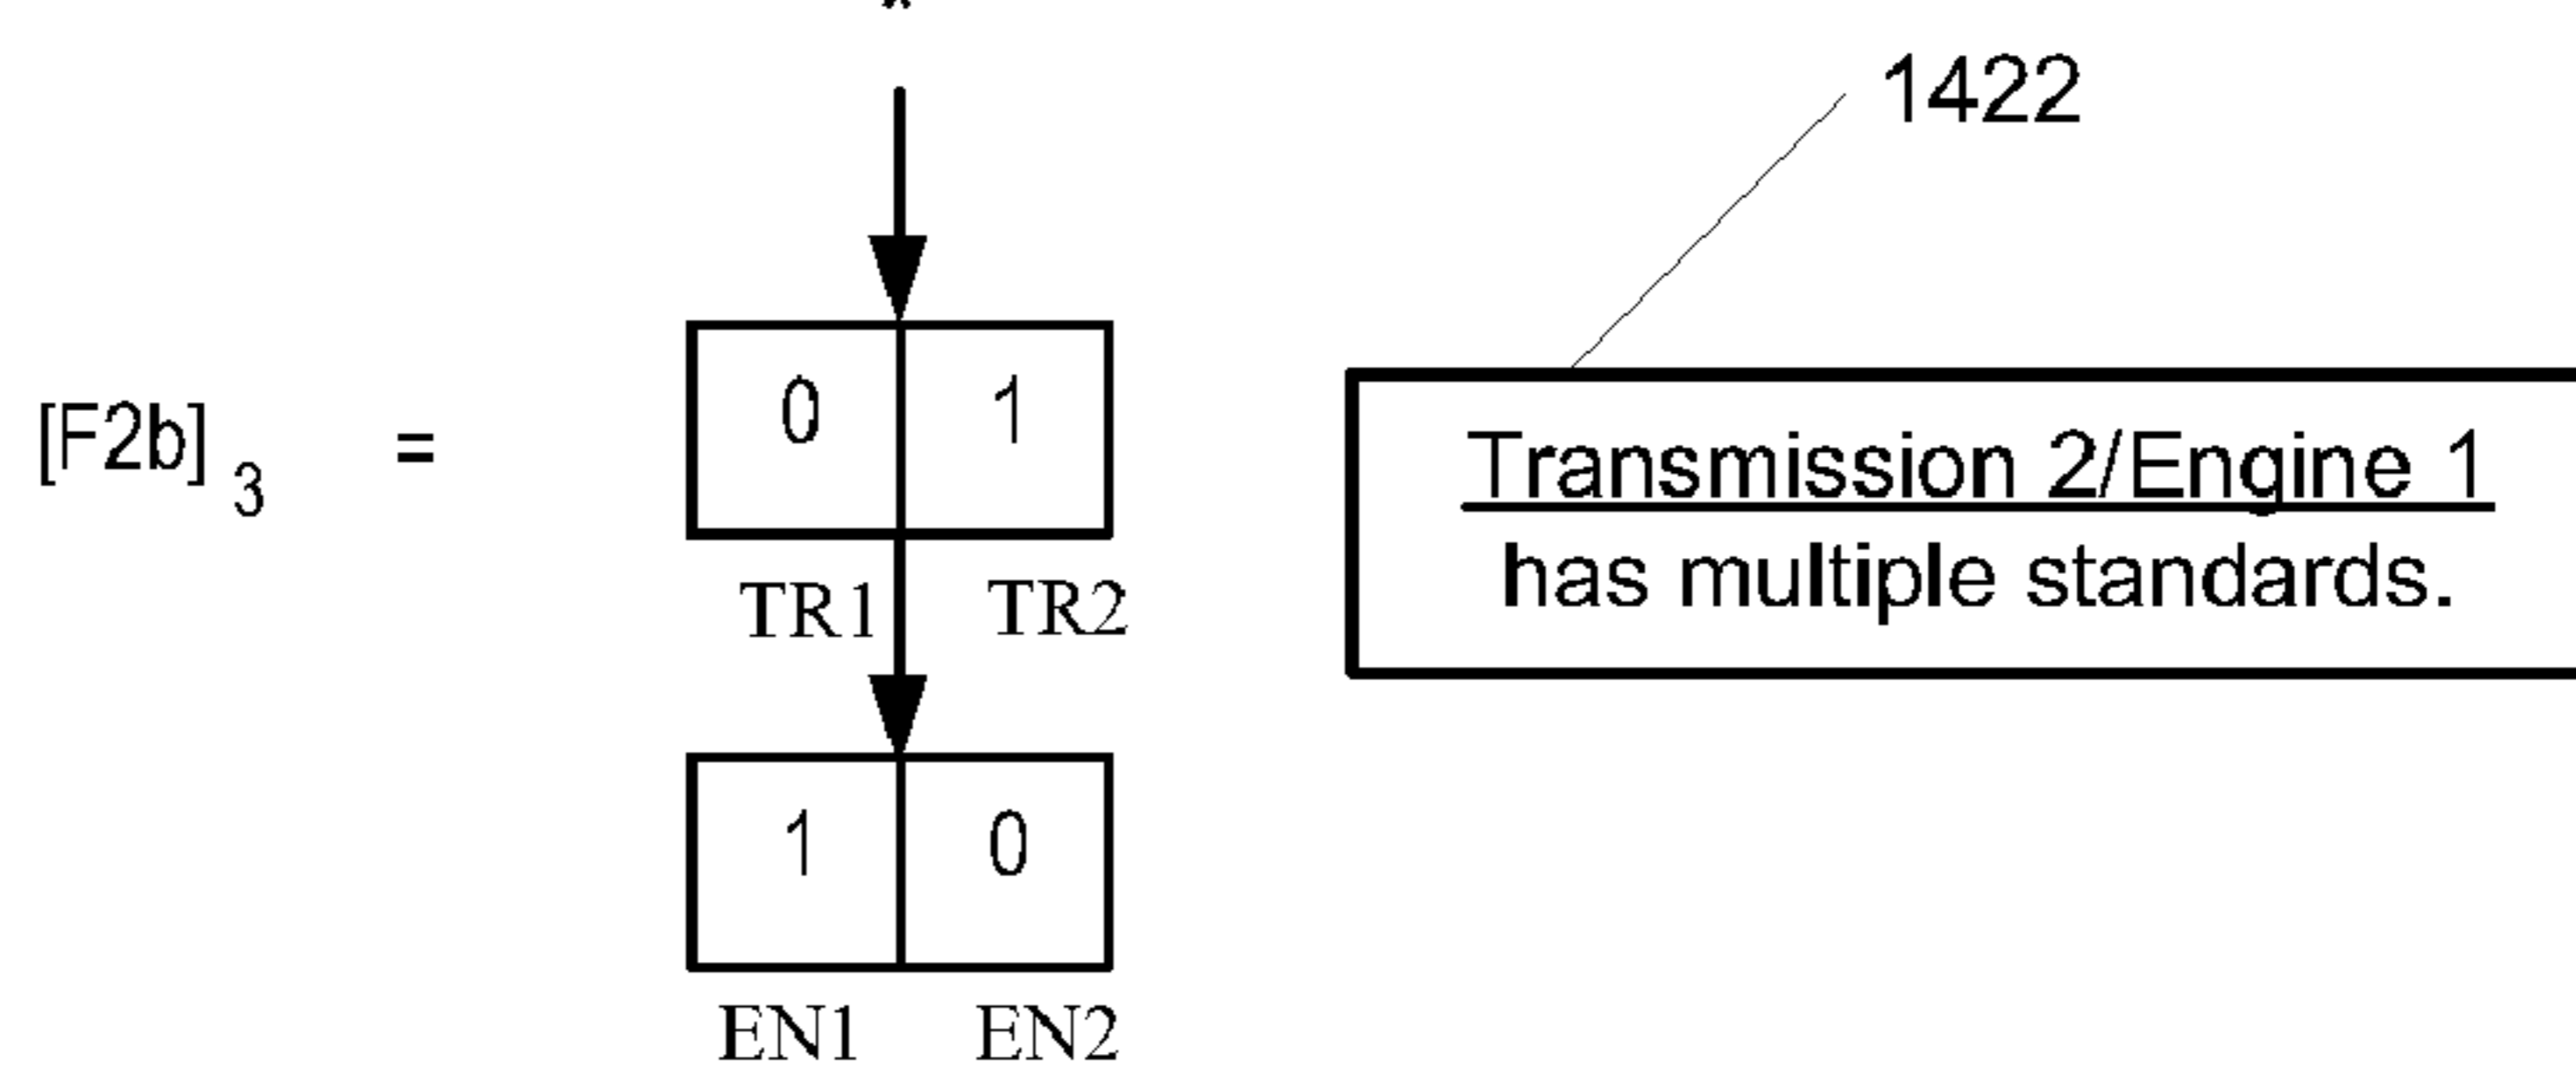 1422
[F2b] 3 =
0 1
Transmission 2/Engine 1
has multiple standards.
TR1 TR2
1 0
EN1 EN2